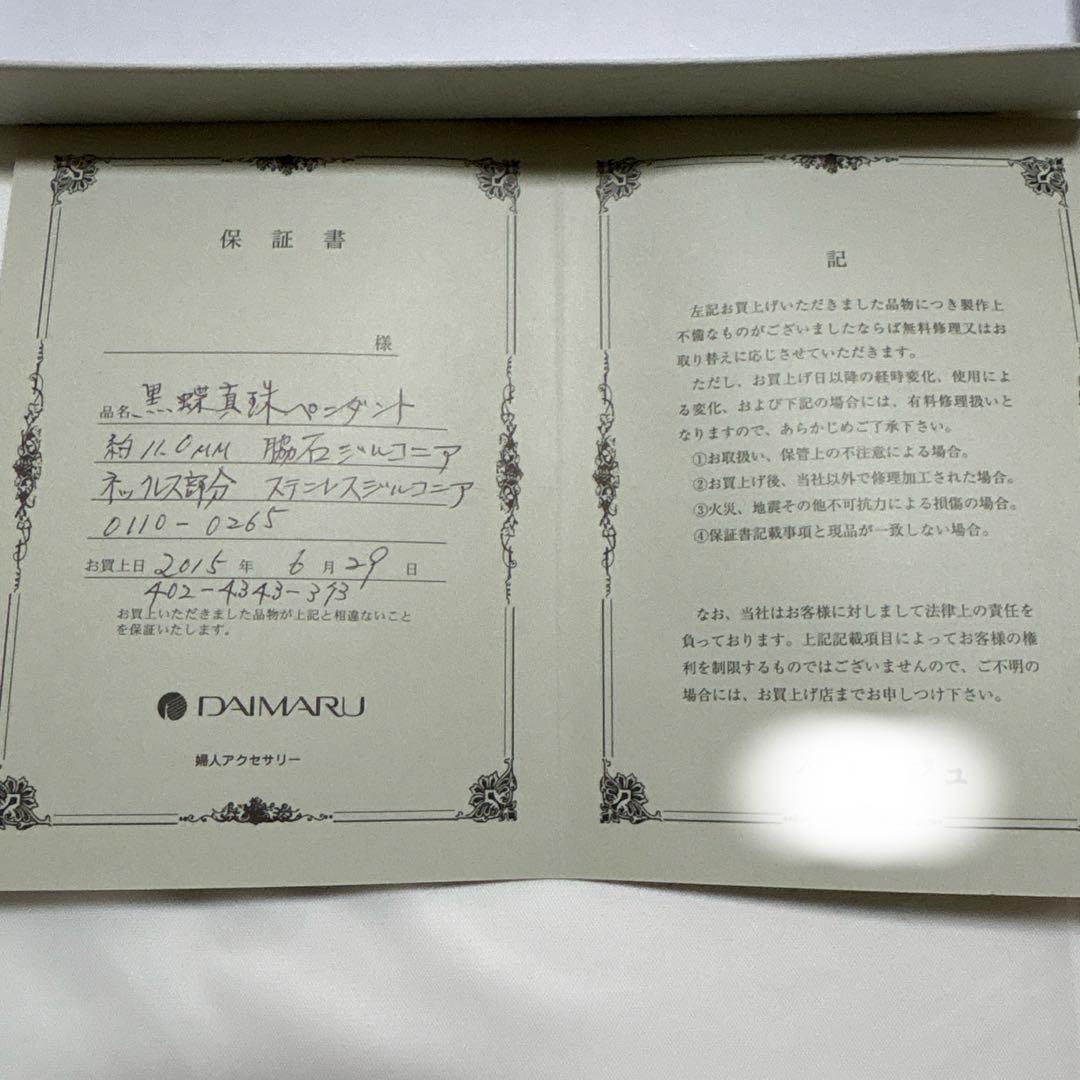 保証書
様
品名 黒蝶真珠ペンダント
約11.0MM 脇石ジルコニア
ネックレス部分 ステンレスジルコニア
0110-0265
お買上日 2015年 6月 29日
402-4343-393
お買上いただきました品物が上記と相違ないこと
を保証いたします。
DAIMARU
婦人アクセサリー
記
左記お買上げいただきました品物につき製作上
不備なものがございましたならば無料修理又はお
取り替えに応じさせていただきます。
ただし、お買上げ日以降の経時変化、使用によ
る変化、および下記の場合には、有料修理扱いと
なりますので、あらかじめご了承下さい。
①お取扱い、保管上の不注意による場合。
②お買上げ後、当社以外で修理加工された場合。
③火災、地震その他不可抗力による損傷の場合。
④保証書記載事項と現品が一致しない場合。
なお、当社はお客様に対しまして法律上の責任を
負っております。上記記載項目によってお客様の権
利を制限するものではございませんので、ご不明の
場合には、お買上げ店までお申しつけ下さい。
ユ